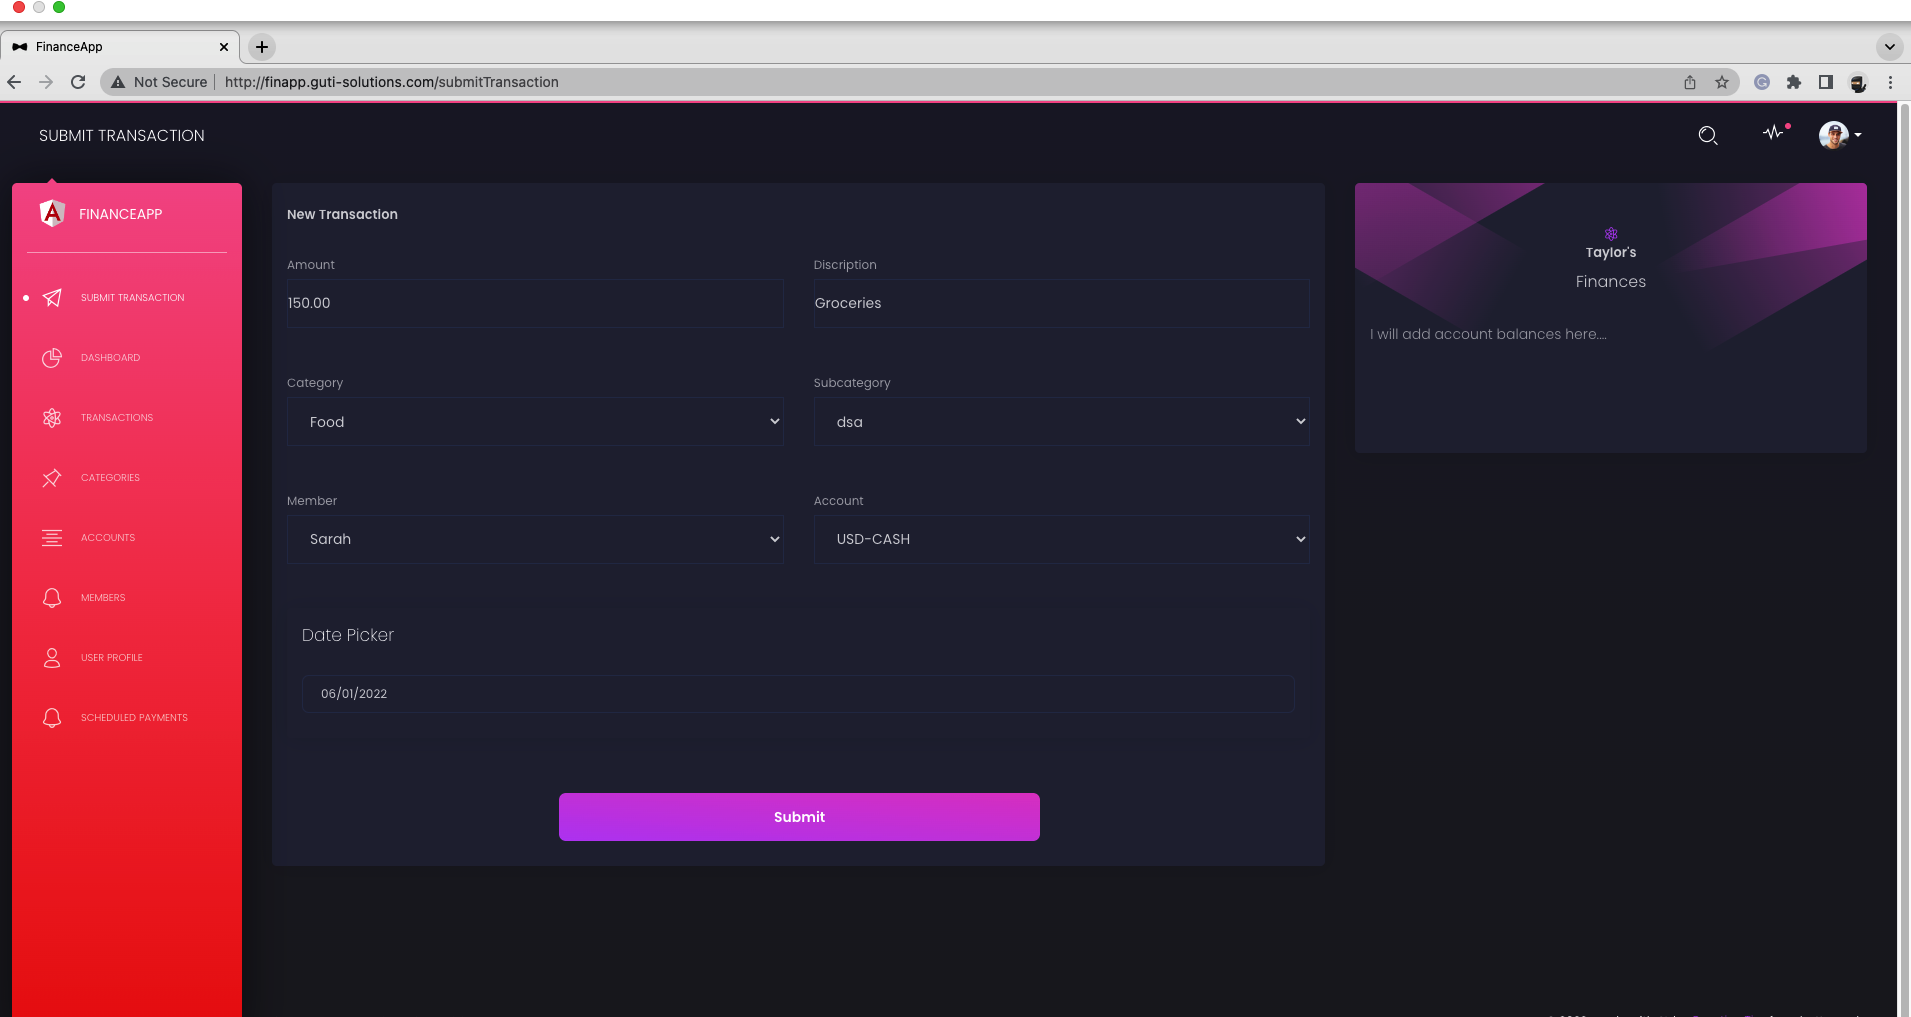 FinanceApp
Not Secure
http://finapp.guti-solutions.com/submitTransaction
SUBMIT TRANSACTION
FINANCEAPP
SUBMIT TRANSACTION
DASHBOARD
TRANSACTIONS
CATEGORIES
ACCOUNTS
MEMBERS
USER PROFILE
SCHEDULED PAYMENTS
New Transaction
Amount
150.00
Discription
Groceries
Category
Food
Subcategory
dsa
Member
Sarah
Account
USD-CASH
Date Picker
06/01/2022
Submit
Taylor's
Finances
I will add account balances here....